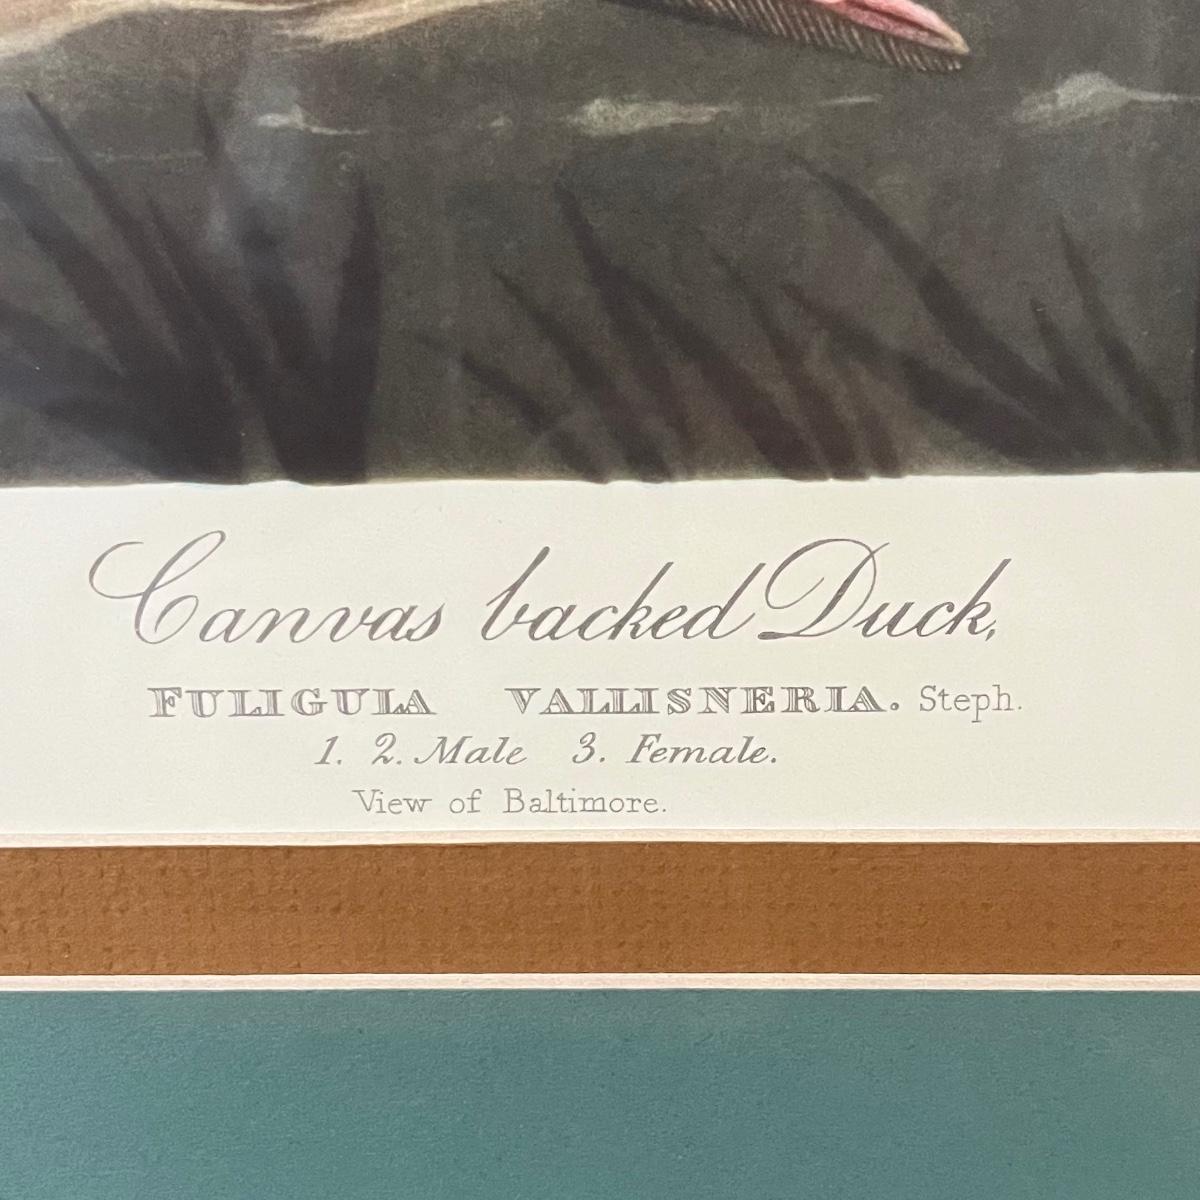 Canvas backed Duck,
FULIGULA VALLISNERIA. Steph.
1. 2. Male 3. Female.
View of Baltimore.